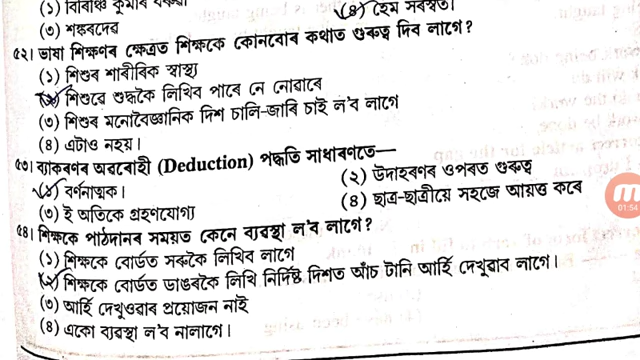 (১) বিৰিঞ্চি কুমাৰ বৰুৱা
(৪) হেম সৰস্বতী।
(৩) শঙ্কৰদেৱ
৫২। ভাষা শিক্ষণৰ ক্ষেত্ৰত শিক্ষকে কোনবোৰ কথাত গুৰুত্ব দিব লাগে?
(১) শিশুৰ শাৰীৰিক স্বাস্থ্য
(২) শিশুৱে শুদ্ধকৈ লিখিব পাৰে নে নোৱাৰে
(৩) শিশুৰ মনোবৈজ্ঞানিক দিশ চালি-জাৰি চাই ল'ব লাগে
(৪) এটাও নহয়।
৫৩। ব্যাকৰণৰ অৱৰোহী (Deduction) পদ্ধতি সাধাৰণতে—
(১) বৰ্ণনাত্মক। (২) উদাহৰণৰ ওপৰত গুৰুত্ব
(৩) ই অতিকে গ্ৰহণযোগ্য (৪) ছাত্ৰ-ছাত্ৰীয়ে সহজে আয়ত্ত কৰে
৫৪। শিক্ষকে পাঠদানৰ সময়ত কেনে ব্যৱস্থা ল'ব লাগে?
(১) শিক্ষকে বোৰ্ডত সৰুকৈ লিখিব লাগে
(২) শিক্ষকে বোৰ্ডত ডাঙৰকৈ লিখি নিৰ্দিষ্ট দিশত আঁচ টানি আৰ্হি দেখুৱাব লাগে।
(৩) আৰ্হি দেখুওৱাৰ প্ৰয়োজন নাই
(৪) একো ব্যৱস্থা ল'ব নালাগে।
01:54